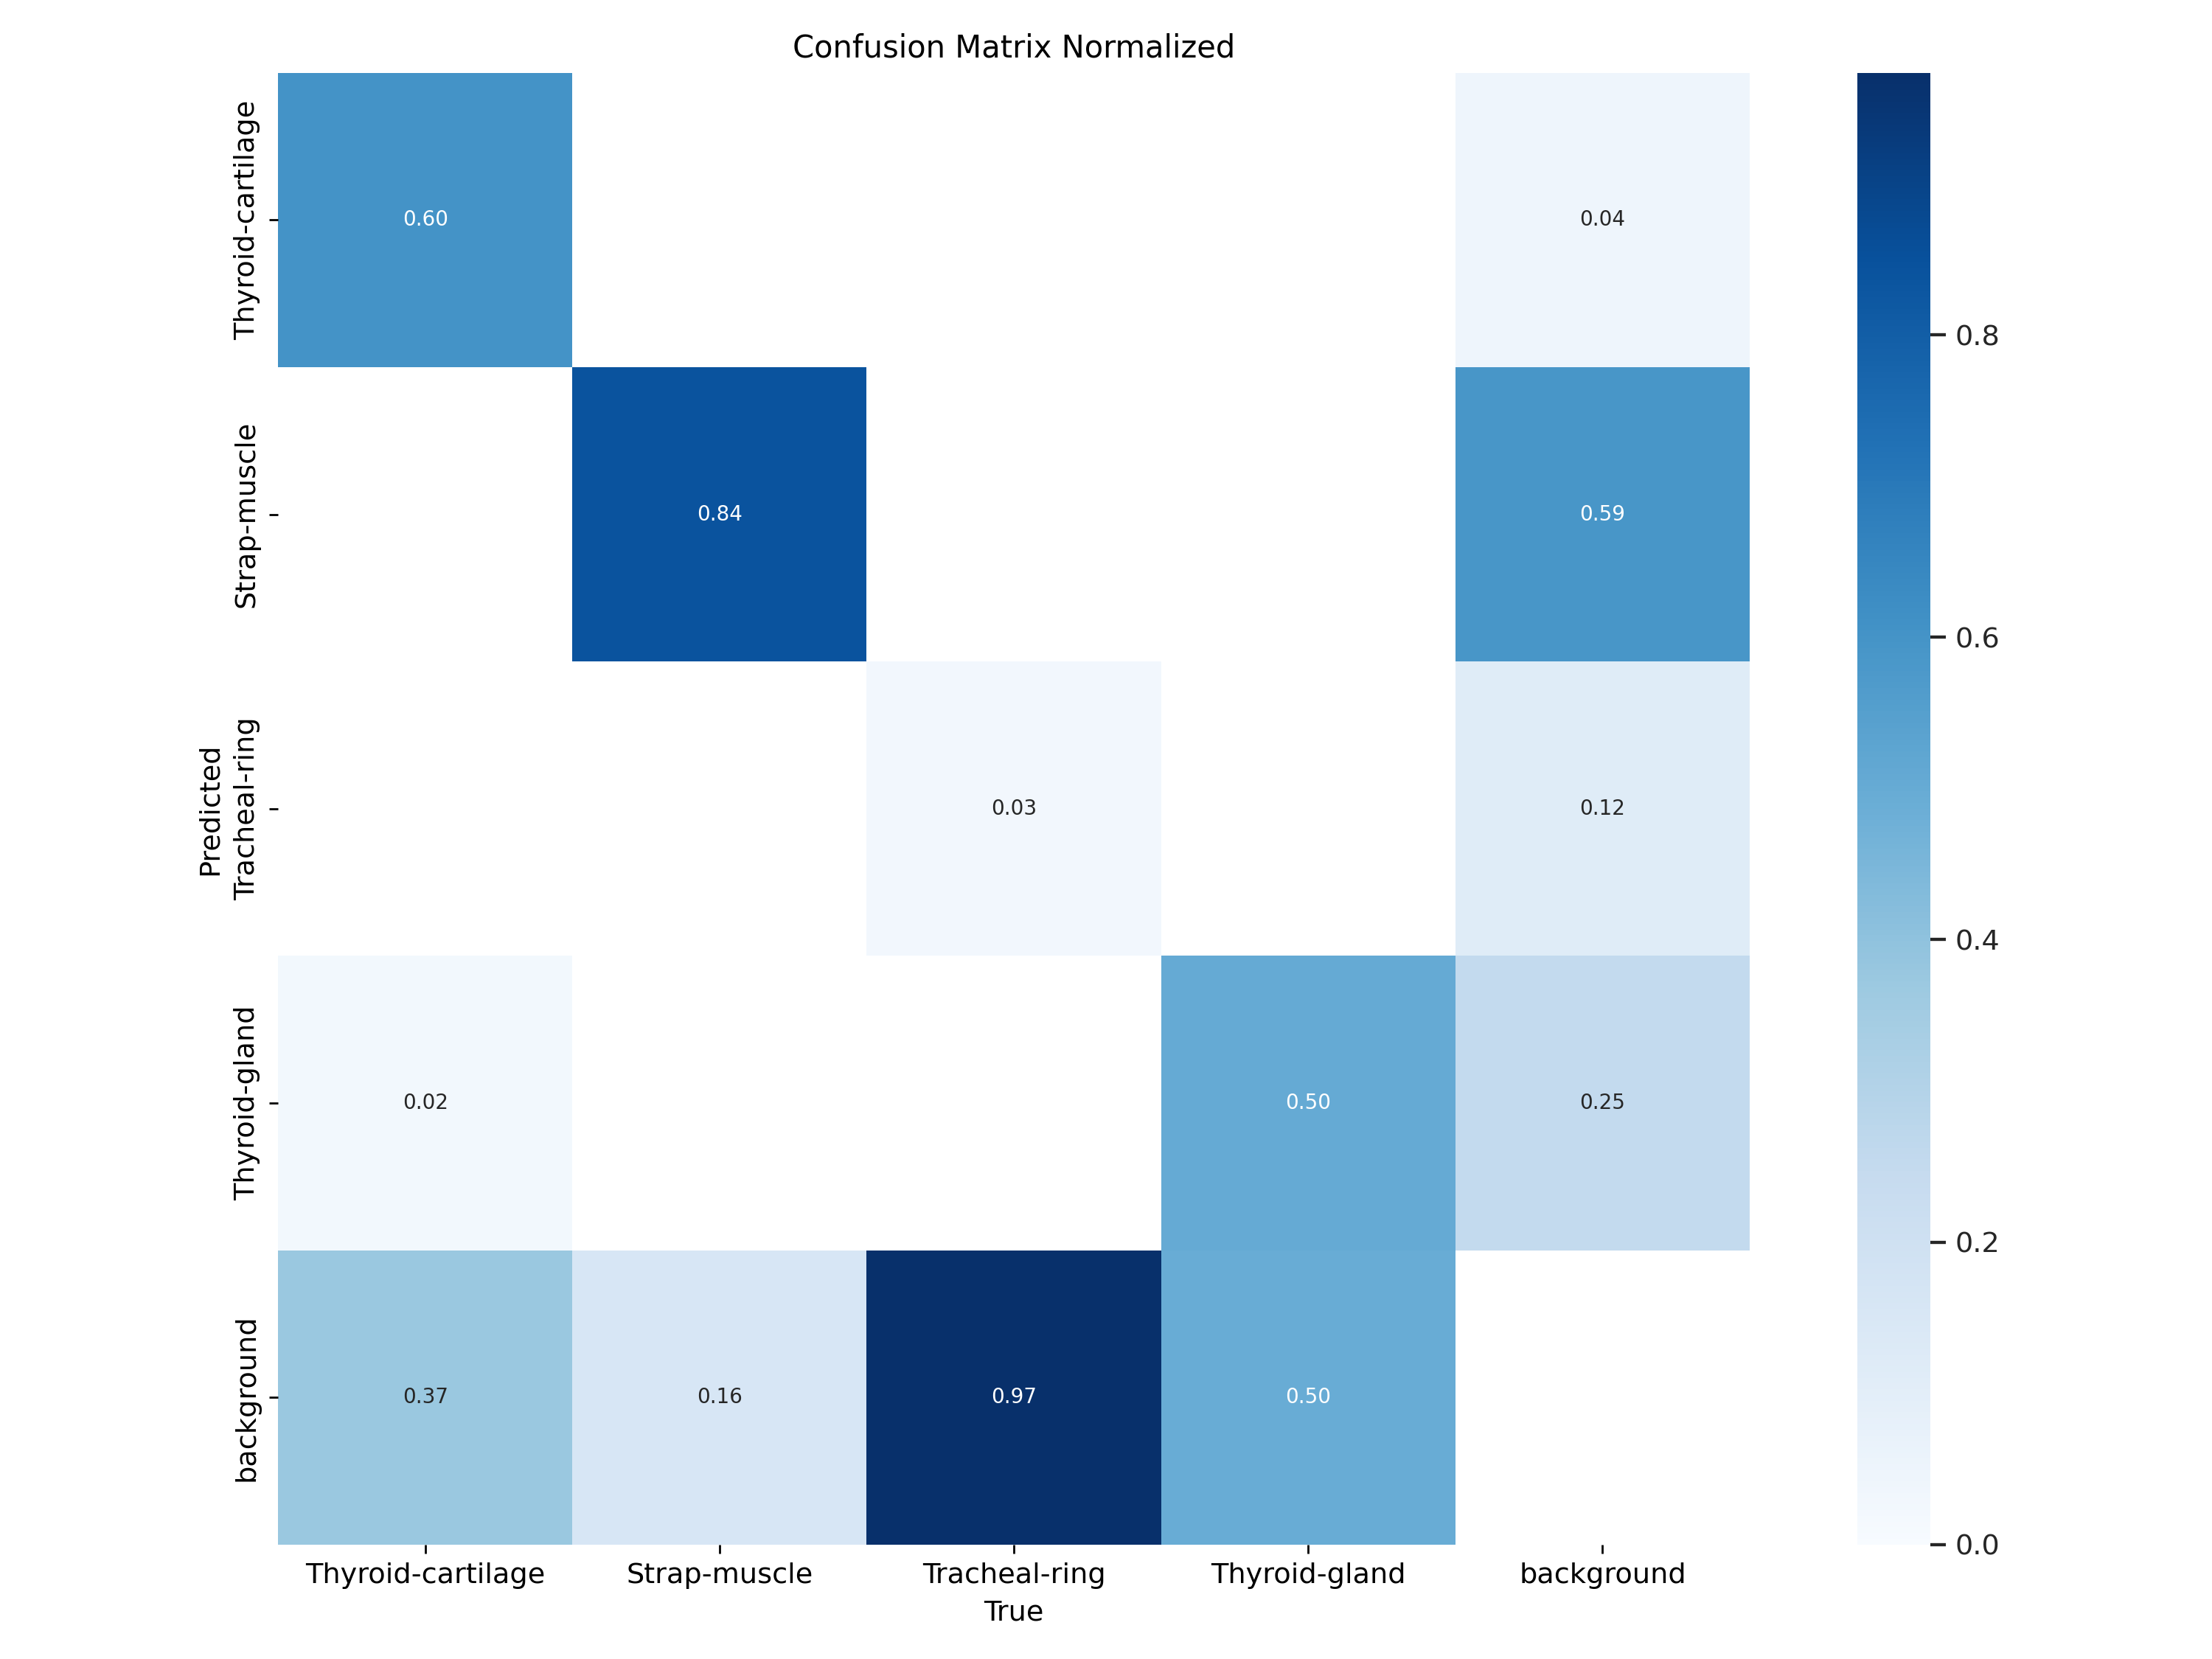 Confusion Matrix Normalized
Thyroid-cartilage
0.60
0.04
0.8
Strap-muscle
0.84
0.59
0.6
Predicted
Tracheal-ring
0.03
0.12
0.4
Thyroid-gland
0.02
0.50
0.25
0.2
background
0.37
0.16
0.97
0.50
0.0
Thyroid-cartilage
Strap-muscle
Tracheal-ring
Thyroid-gland
background
True